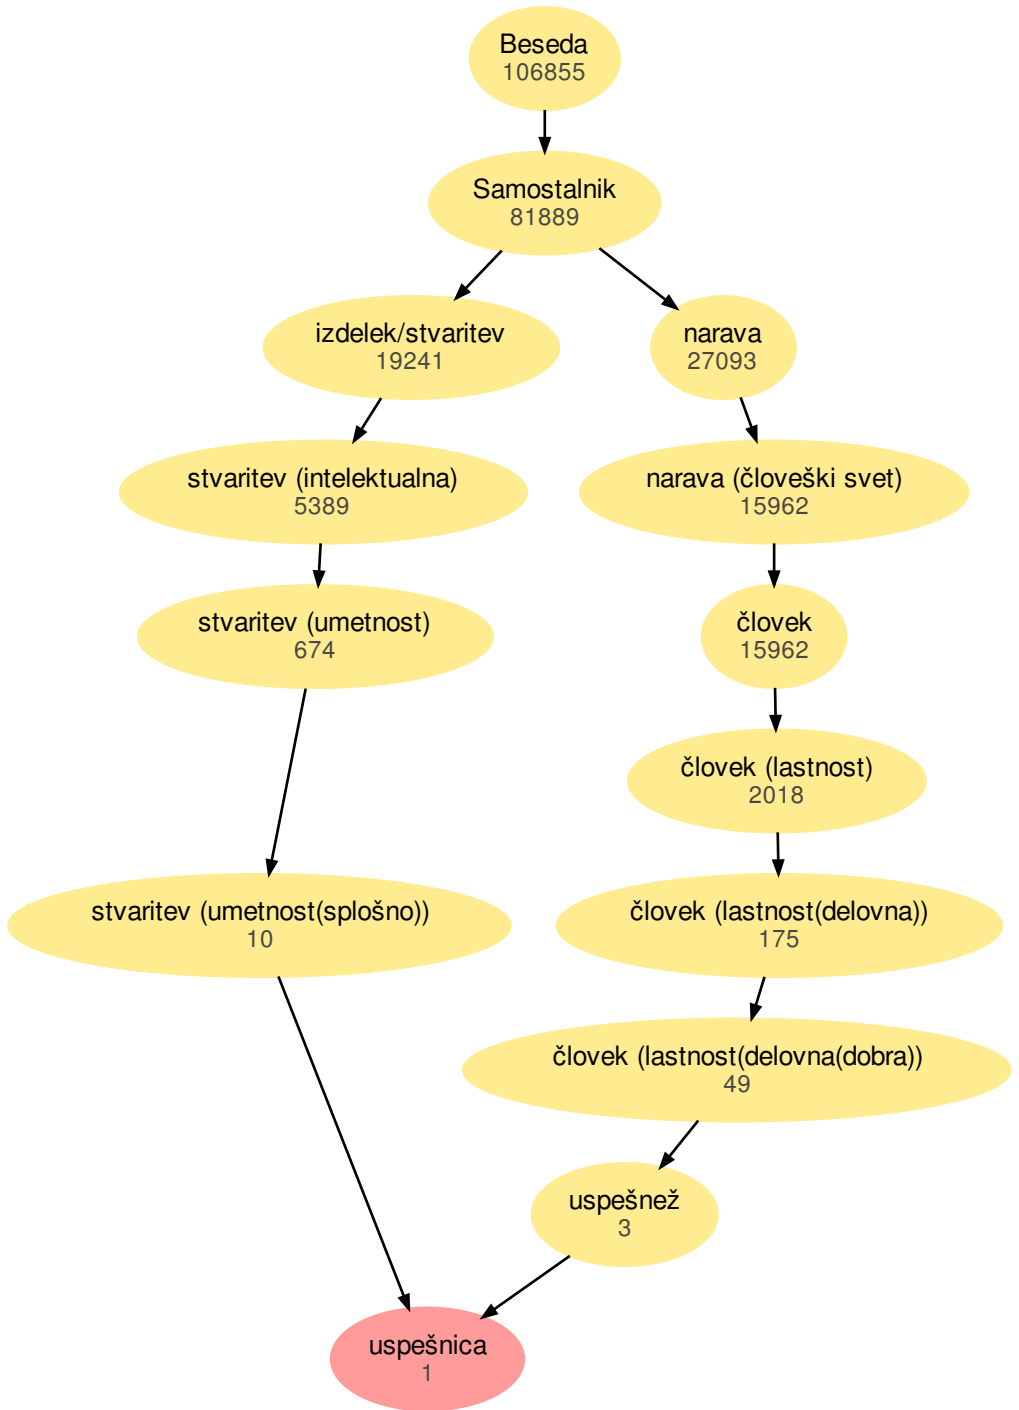 Beseda
106855
Samostalnik
81889
izdelek/stvaritev
19241
narava
27093
stvaritev (intelektualna)
5389
narava (človeški svet)
15962
stvaritev (umetnost)
674
človek
15962
človek (lastnost)
2018
stvaritev (umetnost(splošno))
10
človek (lastnost(delovna))
175
človek (lastnost(delovna(dobra))
49
uspešnež
3
uspešnica
1